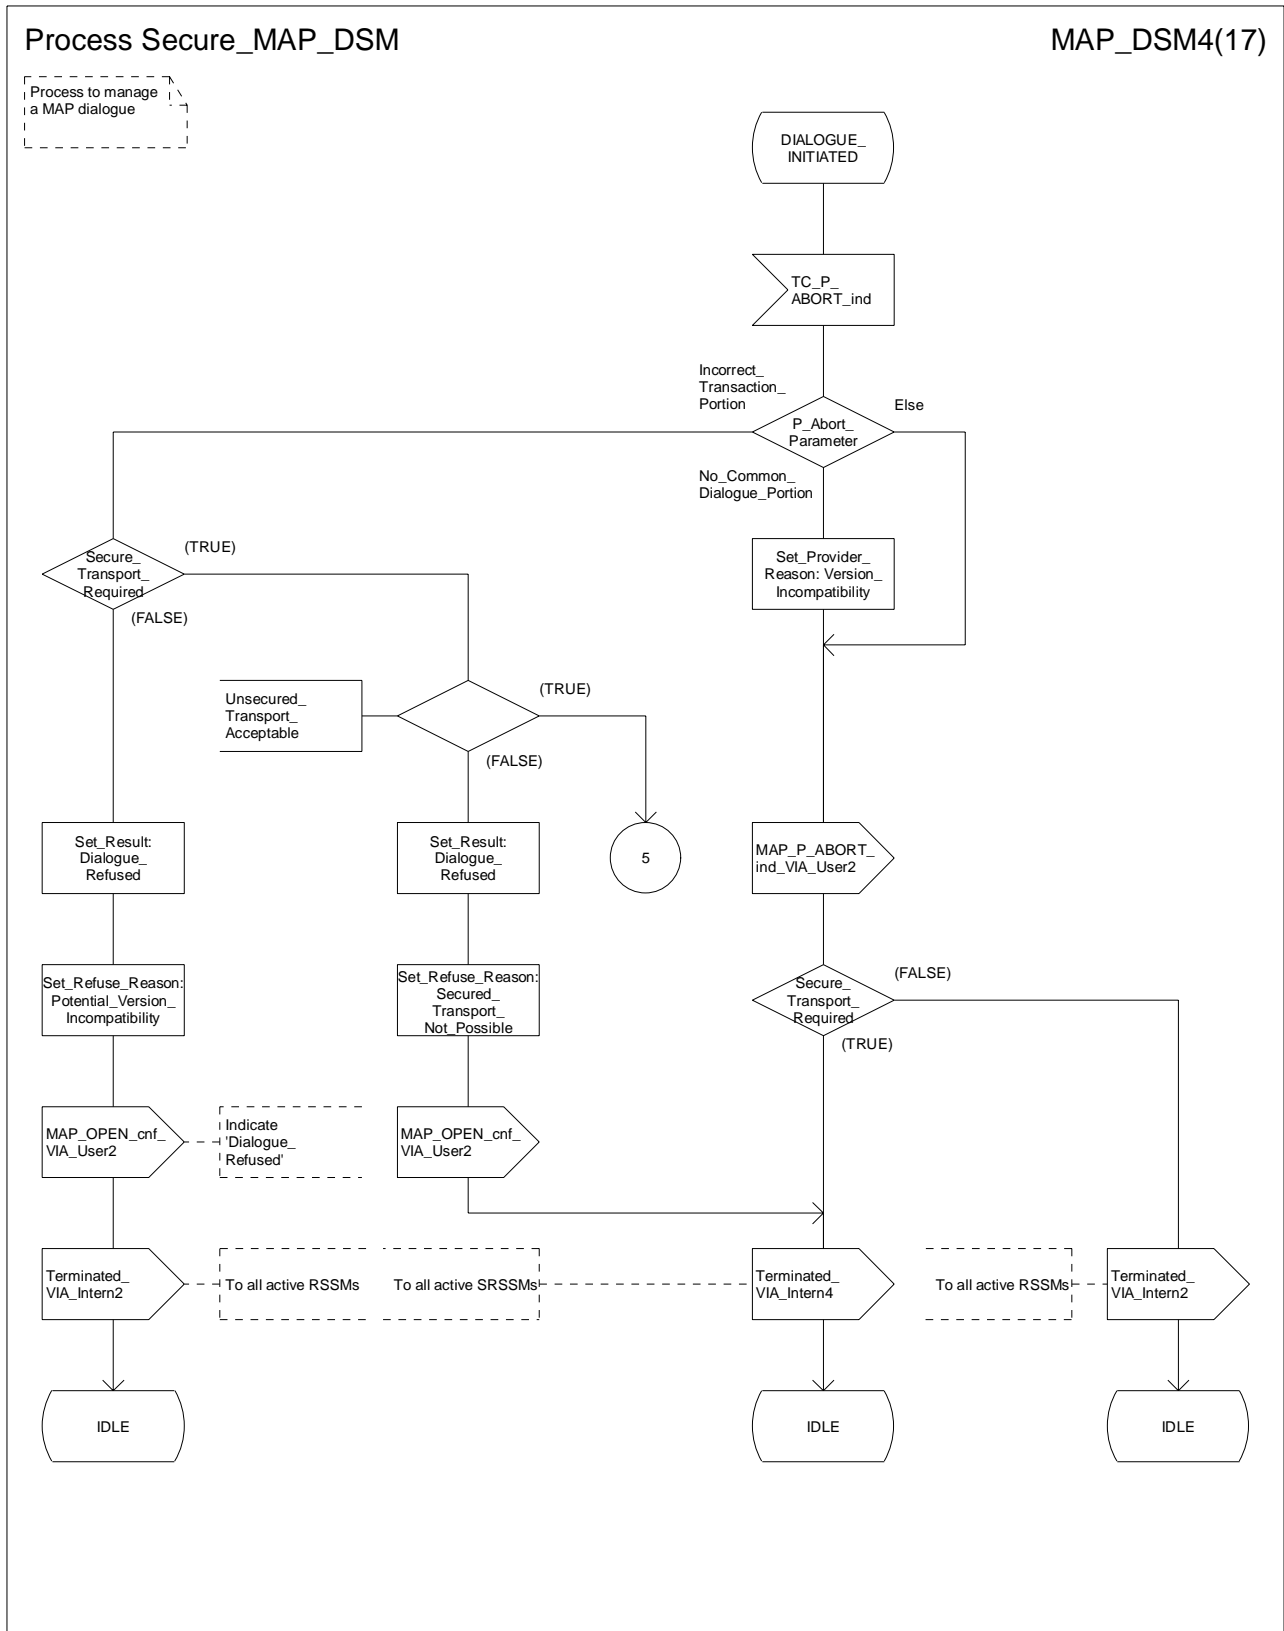 Process Secure_MAP_DSM
MAP_DSM4(17)
Process to manage
a MAP dialogue
DIALOGUE_
INITIATED
TC_P_
ABORT_ind
Incorrect_
Transaction_
Portion
Else
P_Abort_
Parameter
No_Common_
Dialogue_Portion
Secure_
Transport_
Required
(TRUE)
(FALSE)
Set_Provider_
Reason: Version_
Incompatibility
Unsecured_
Transport_
Acceptable
(TRUE)
(FALSE)
Set_Result:
Dialogue_
Refused
Set_Result:
Dialogue_
Refused
5
MAP_P_ABORT_
ind_VIA_User2
Set_Refuse_Reason:
Potential_Version_
Incompatibility
Set_Refuse_Reason:
Secured_
Transport_
Not_Possible
Secure_
Transport_
Required
(FALSE)
(TRUE)
MAP_OPEN_cnf_
VIA_User2
Indicate
'Dialogue_
Refused'
MAP_OPEN_cnf_
VIA_User2
Terminated_
VIA_Intern2
To all active RSSMs
To all active SRSSMs
Terminated_
VIA_Intern4
To all active RSSMs
Terminated_
VIA_Intern2
IDLE
IDLE
IDLE